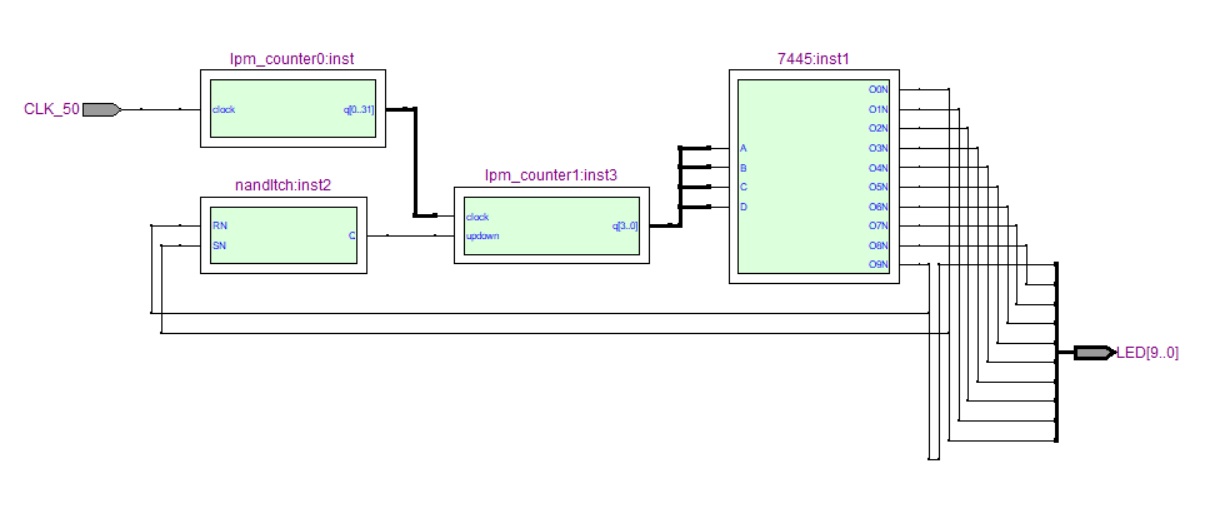 lpm_counter0:inst
CLK_50
clock
q[0..31]
nandltch:inst2
RN
SN
Q
lpm_counter1:inst3
clock
updown
q[3..0]
7445:inst1
A
B
C
D
O0N
O1N
O2N
O3N
O4N
O5N
O6N
O7N
O8N
O9N
LED[9..0]